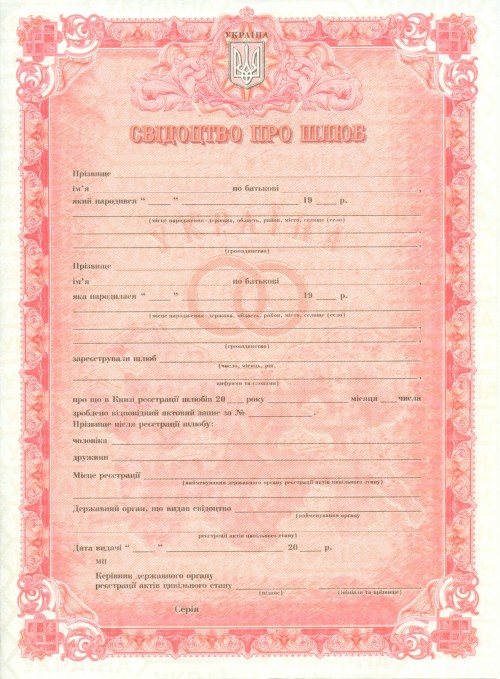 УКРАЇНА
СВІДОЦТВО ПРО ШЛЮБ
Прізвище
ім'я по батькові ,
який народився “ ” 19 р.
(місце народження–держава, область, район, місто, селище (село)
,
(громадянство)
Прізвище
ім'я по батькові ,
яка народилася “ ” 19 р.
(місце народження–держава, область, район, місто, селище (село)
,
(громадянство)
зареєстрували шлюб
(число, місяць, рік,
цифрами та словами)
про що в Книзі реєстрації шлюбів 20 року місяця числа
зроблено відповідний актовий запис за №
Прізвище після реєстрації шлюбу:
чоловіка
дружини
Місце реєстрації
(найменування державного органу реєстрації актів цивільного стану)
Державний орган, що видав свідоцтво
(найменування органу
реєстрації актів цивільного стану)
Дата видачі “ ” 20 р.
МП
Керівник державного органу
реєстрації актів цивільного стану
(підпис) (ініціали та прізвище)
Серія